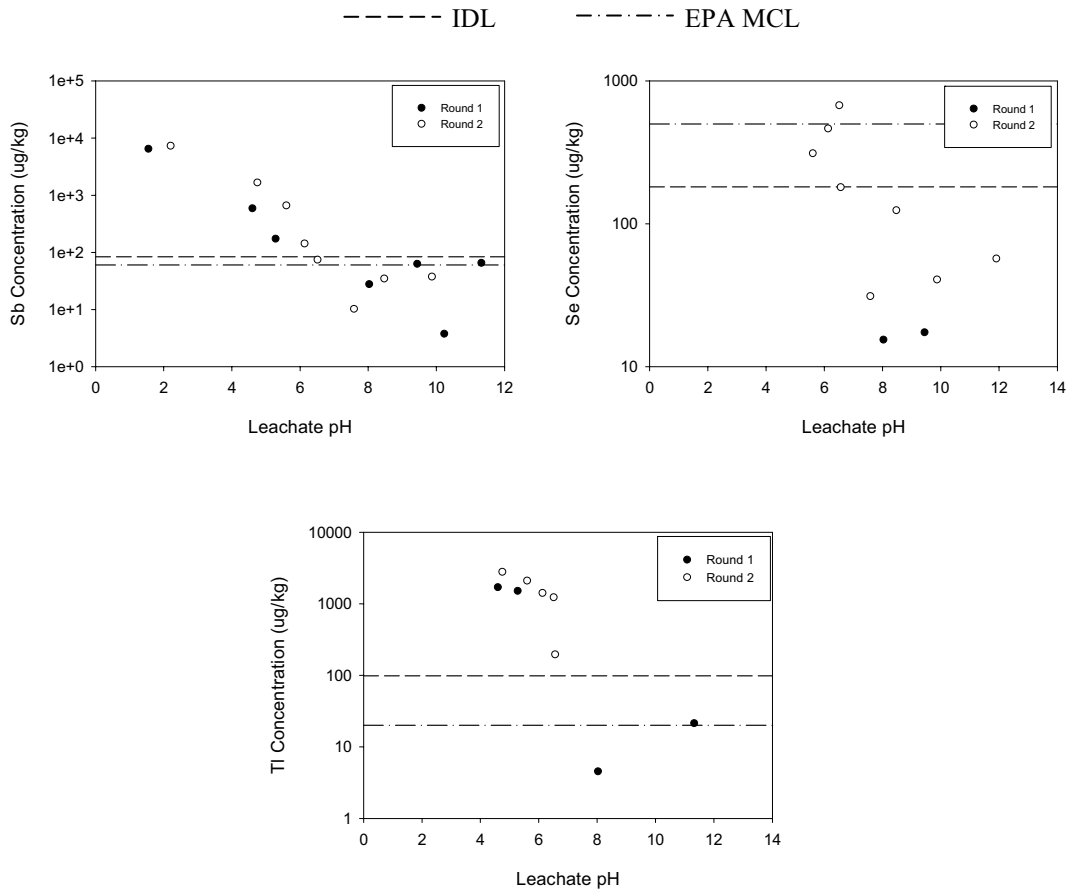 IDL EPA MCL
Sb Concentration (ug/kg)
1e+5
1e+4
1e+3
1e+2
1e+1
1e+0
Round 1
Round 2
0 2 4 6 8 10 12
Leachate pH
Se Concentration (ug/kg)
1000
100
10
Round 1
Round 2
0 2 4 6 8 10 12 14
Leachate pH
Tl Concentration (ug/kg)
10000
1000
100
10
1
Round 1
Round 2
0 2 4 6 8 10 12 14
Leachate pH